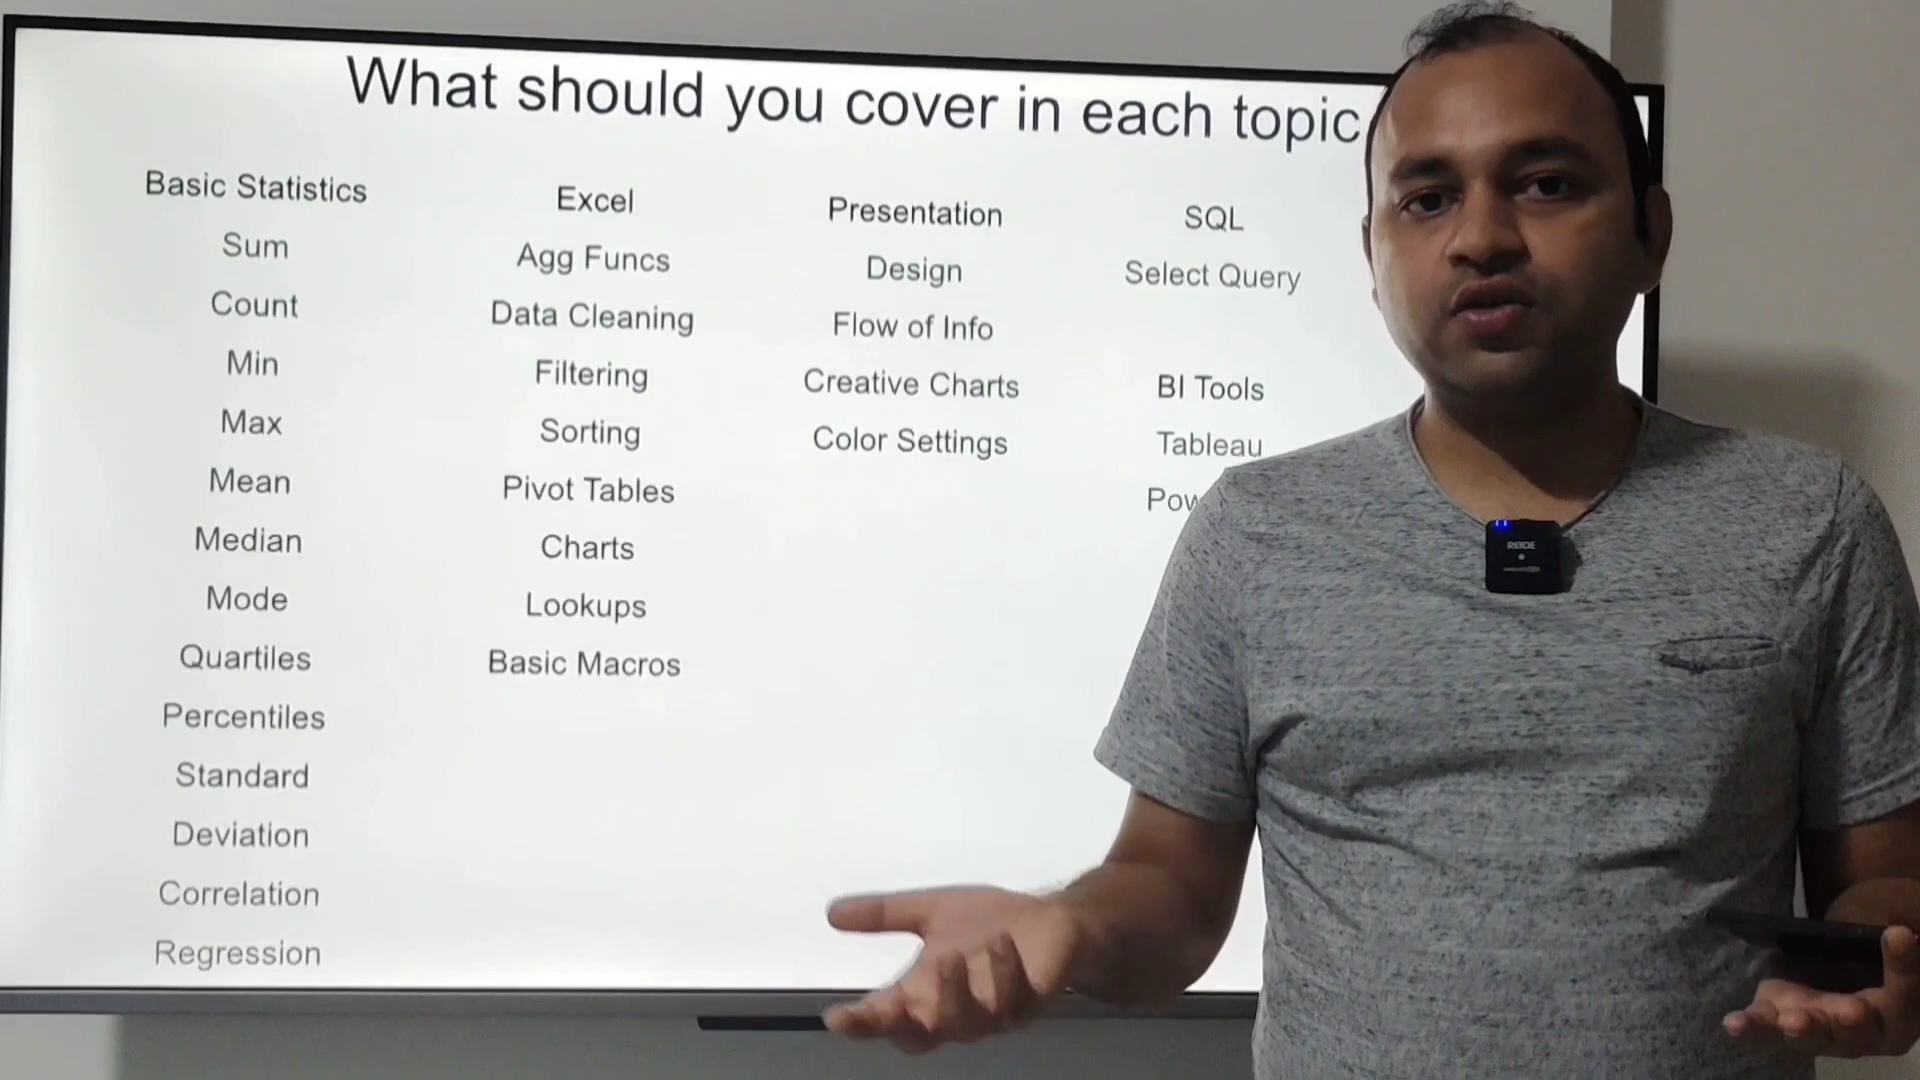 What should you cover in each topic
Basic Statistics
Sum
Count
Min
Max
Mean
Median
Mode
Quartiles
Percentiles
Standard
Deviation
Correlation
Regression
Excel
Agg Funcs
Data Cleaning
Filtering
Sorting
Pivot Tables
Charts
Lookups
Basic Macros
Presentation
Design
Flow of Info
Creative Charts
Color Settings
SQL
Select Query
BI Tools
Tableau
RØDE